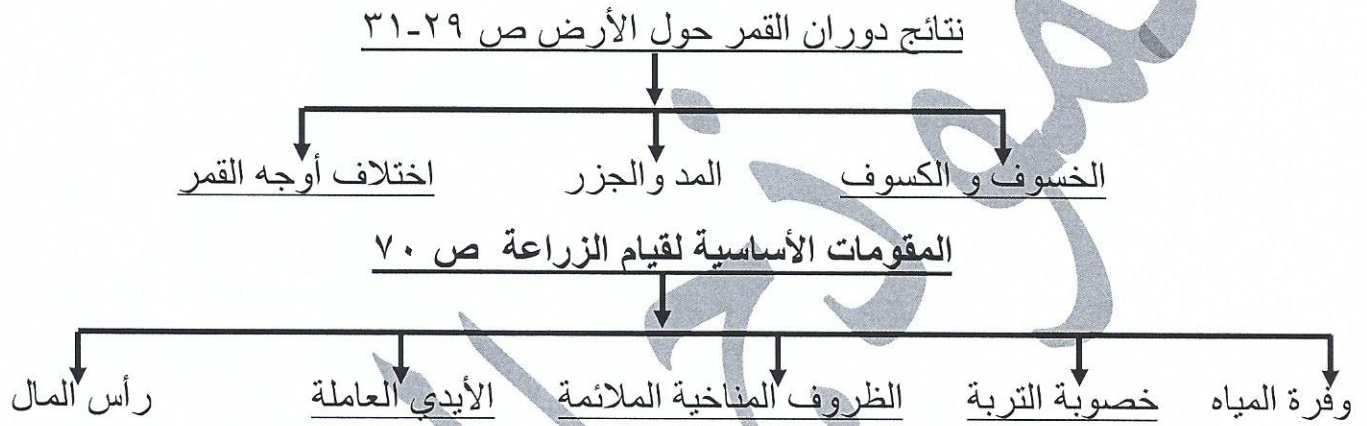 نتائج دوران القمر حول الأرض ص ٢٩-٣١
الخسوف و الكسوف المد والجزر اختلاف أوجه القمر
المقومات الأساسية لقيام الزراعة ص ٧٠
وفرة المياه خصوبة التربة الظروف المناخية الملائمة الأيدي العاملة رأس المال